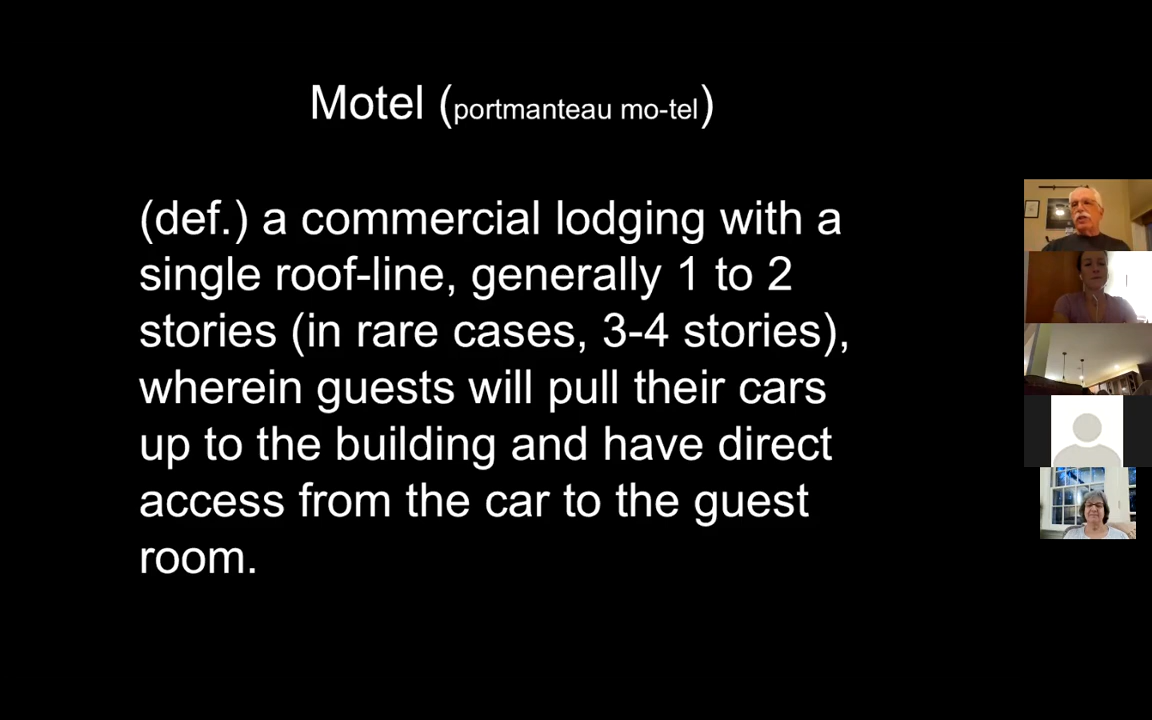 Motel (portmanteau mo-tel)
(def.) a commercial lodging with a
single roof-line, generally 1 to 2
stories (in rare cases, 3-4 stories),
wherein guests will pull their cars
up to the building and have direct
access from the car to the guest
room.